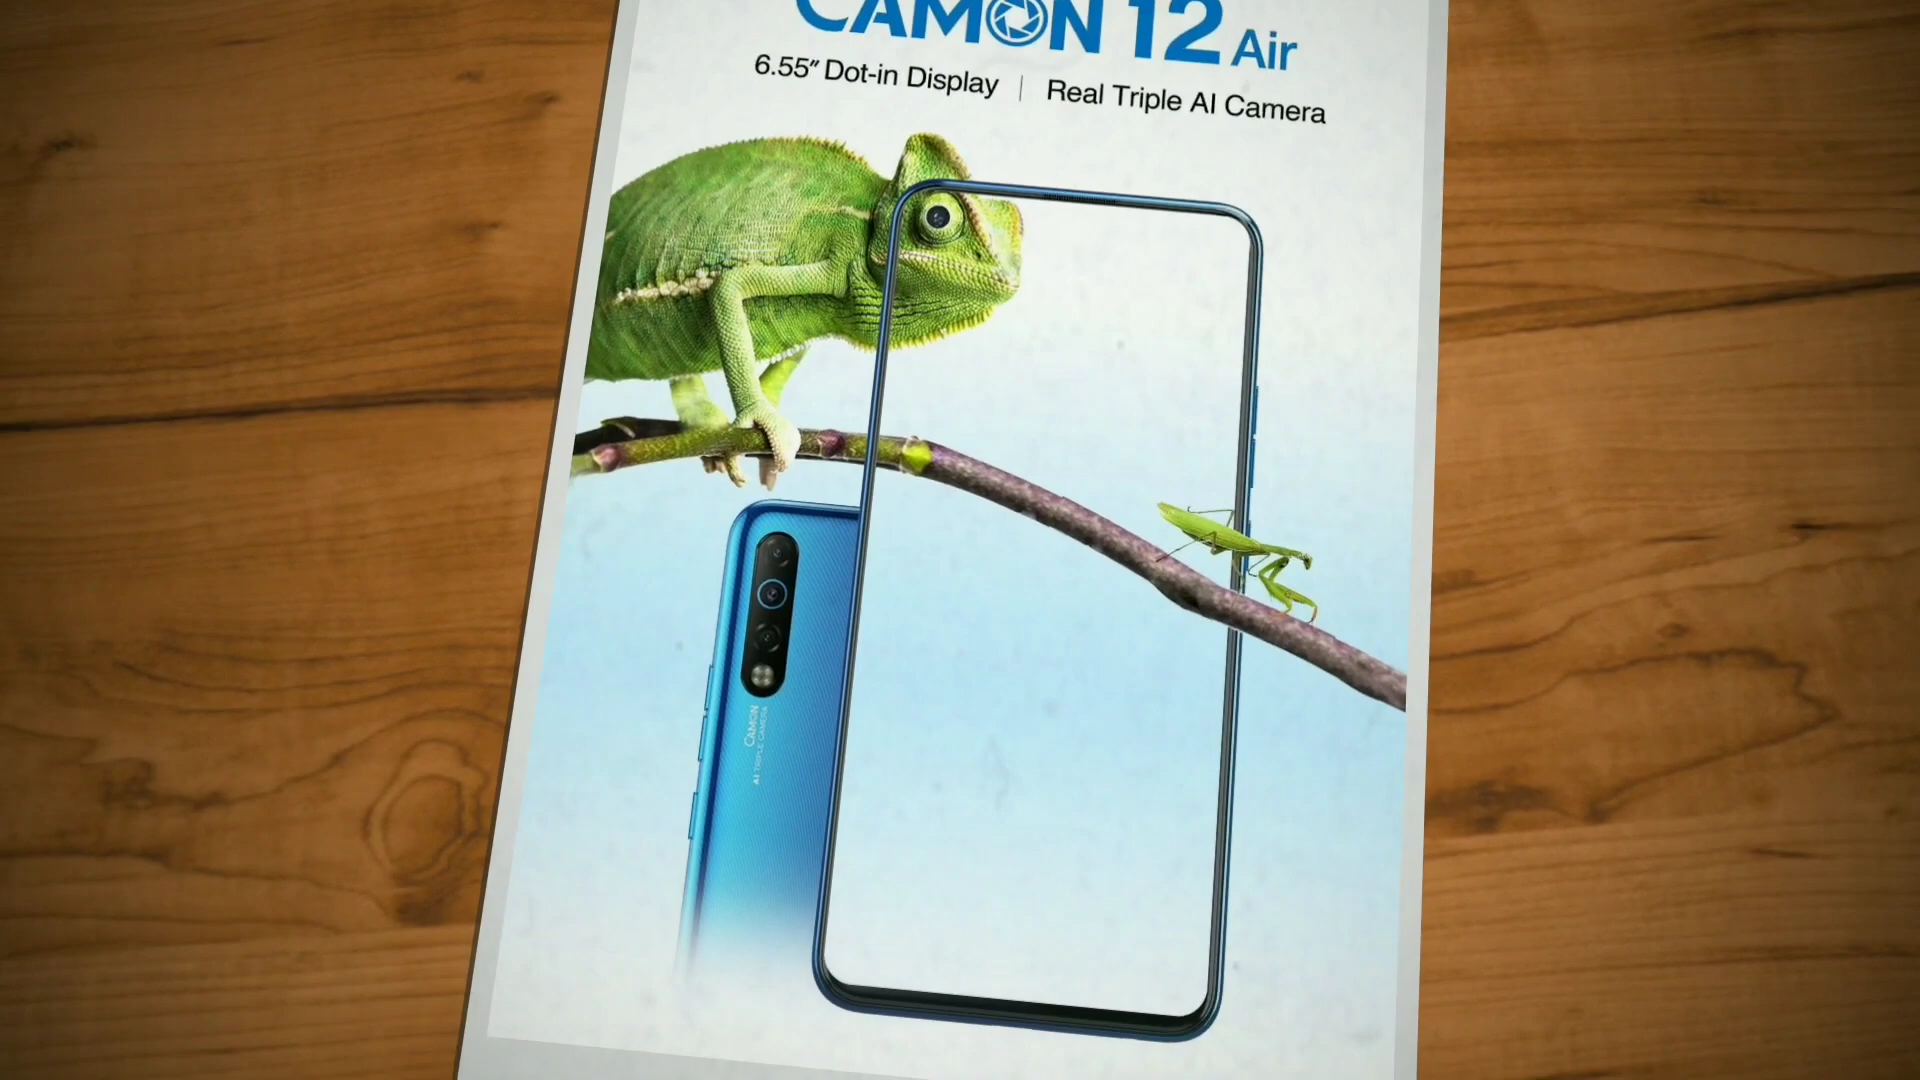 CAMON 12 Air
6.55" Dot-in Display | Real Triple AI Camera
CAMON
AI TRIPLE CAMERA